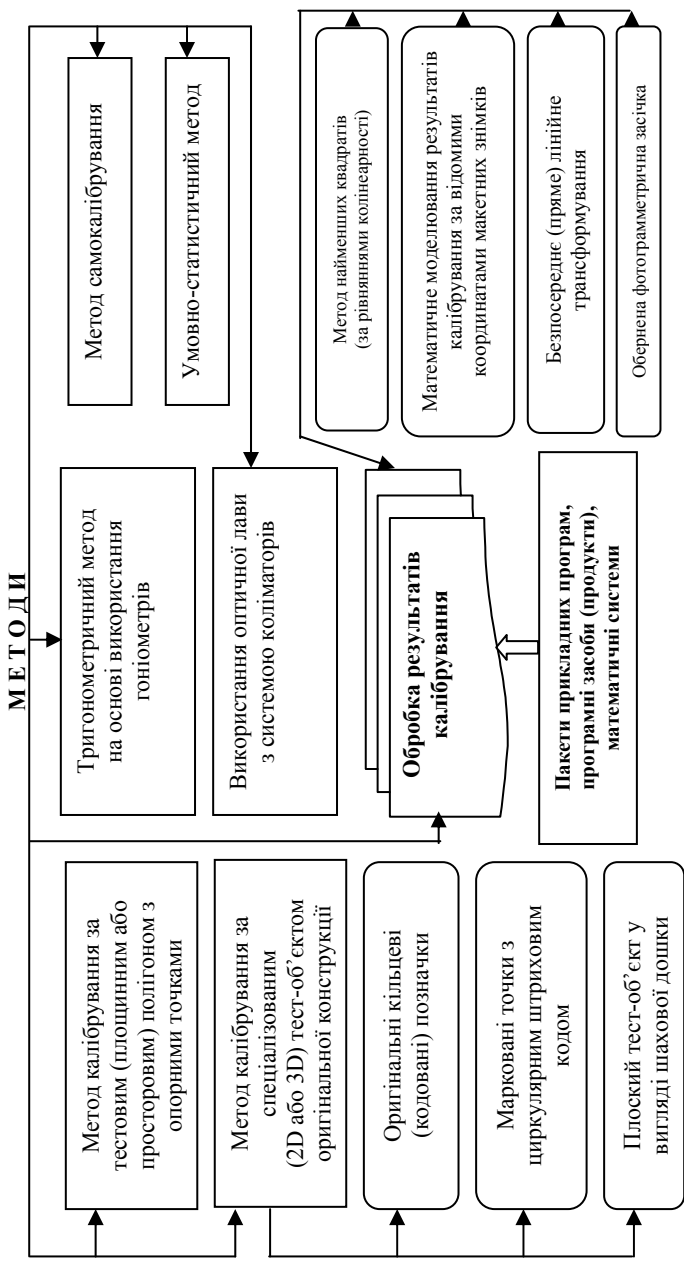 МЕТОДИ
Метод калібрування за
тестовим (площинним або
просторовим) полігоном з
опорними точками
Метод калібрування за
спеціалізованим
(2D або 3D) тест-об’єктом
оригінальної конструкції
Оригінальні кільцеві
(кодовані) позначки
Марковані точки з
циркулярним штриховим
кодом
Плоский тест-об’єкт у
вигляді шахової дошки
Тригонометричний метод
на основі використання
гоніометрів
Використання оптичної лави
з системою коліматорів
Обробка результатів
калібрування
Пакети прикладних програм,
програмні засоби (продукти),
математичні системи
Метод самокалібрування
Умовно-статистичний метод
Метод найменших квадратів
(за рівняннями колінеарності)
Математичне моделювання результатів
калібрування за відомими
координатами макетних знімків
Безпосереднє (пряме) лінійне
трансформування
Обернена фотограмметрична засічка